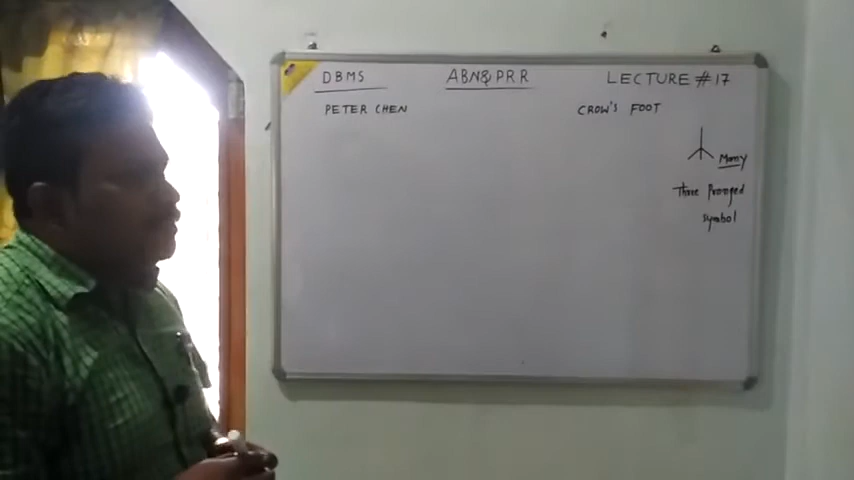 DBMS ABN&PRR LECTURE #17
PETER CHEN CROW'S FOOT
Many
Three Pronged
symbol